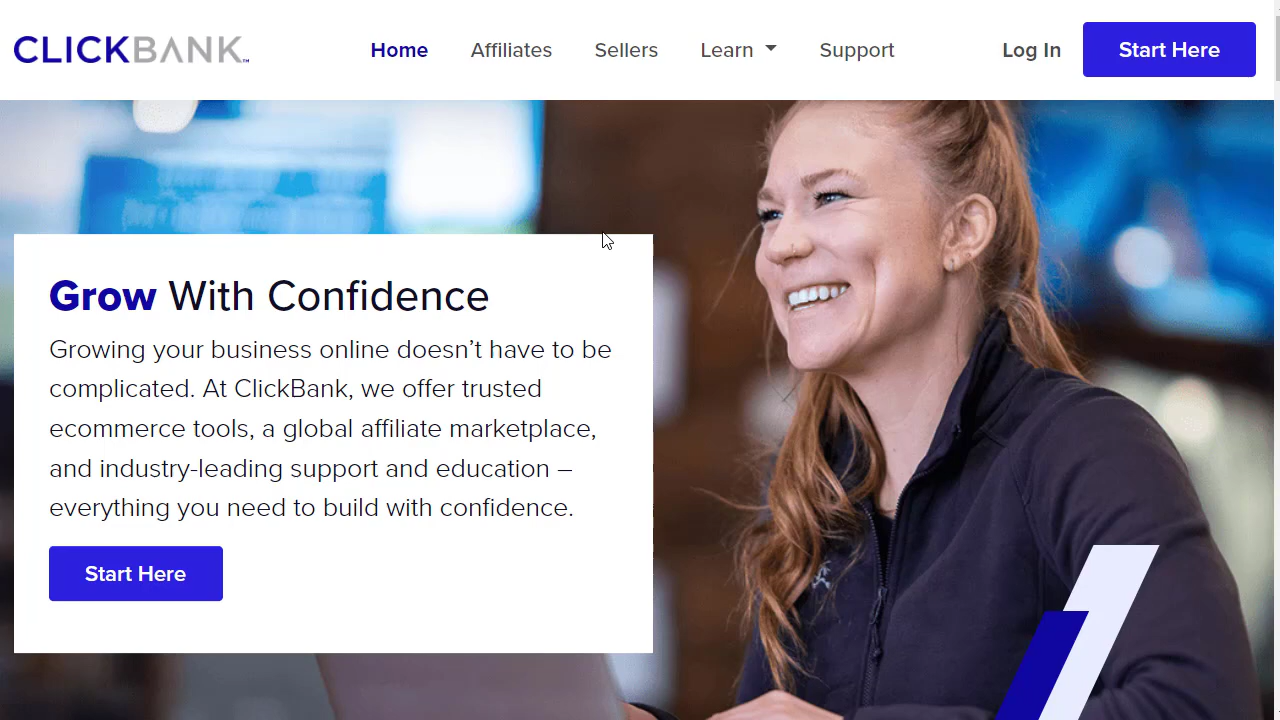 CLICKBANK™
Home
Affiliates
Sellers
Learn
Support
Log In
Start Here
Grow With Confidence
Growing your business online doesn’t have to be
complicated. At ClickBank, we offer trusted
ecommerce tools, a global affiliate marketplace,
and industry-leading support and education –
everything you need to build with confidence.
Start Here